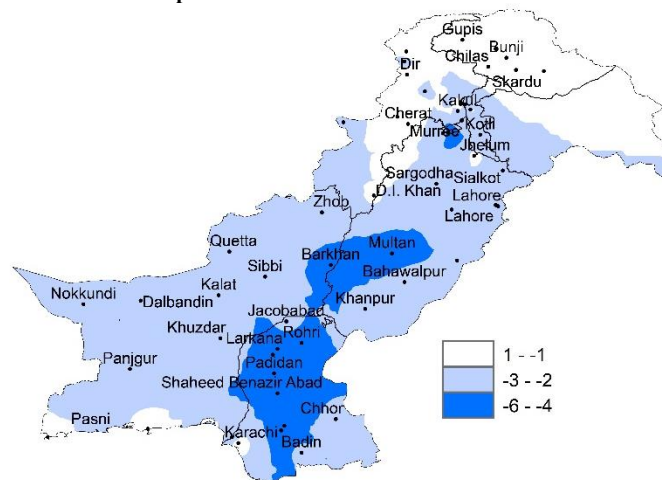 Gupis
Bunji
Chilas
Dir
Skardu
Kakul
Cherat
Murree
Kotli
Jhelum
Sargodha
Sialkot
D.I. Khan
Lahore
Zhob
Lahore
Quetta
Barkhan
Multan
Sibbi
Bahawalpur
Kalat
Nokkundi
Dalbandin
Khanpur
Jacobabad
Khuzdar
Rohri
Larkana
Panjgur
Padidan
Shaheed Benazir Abad
Chhor
Pasni
Karachi
Badin
1 - -1
-3 - -2
-6 - -4